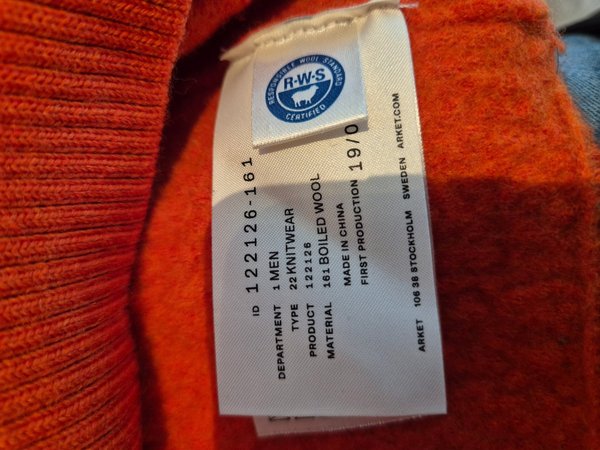 RESPONSIBLE WOOL STANDARD
R·W·S
CERTIFIED
ID 122126-161
DEPARTMENT 1 MEN
TYPE 22 KNITWEAR
PRODUCT 122126
MATERIAL 161 BOILED WOOL
MADE IN CHINA
FIRST PRODUCTION 19/0
ARKET 106 38 STOCKHOLM SWEDEN ARKET.COM